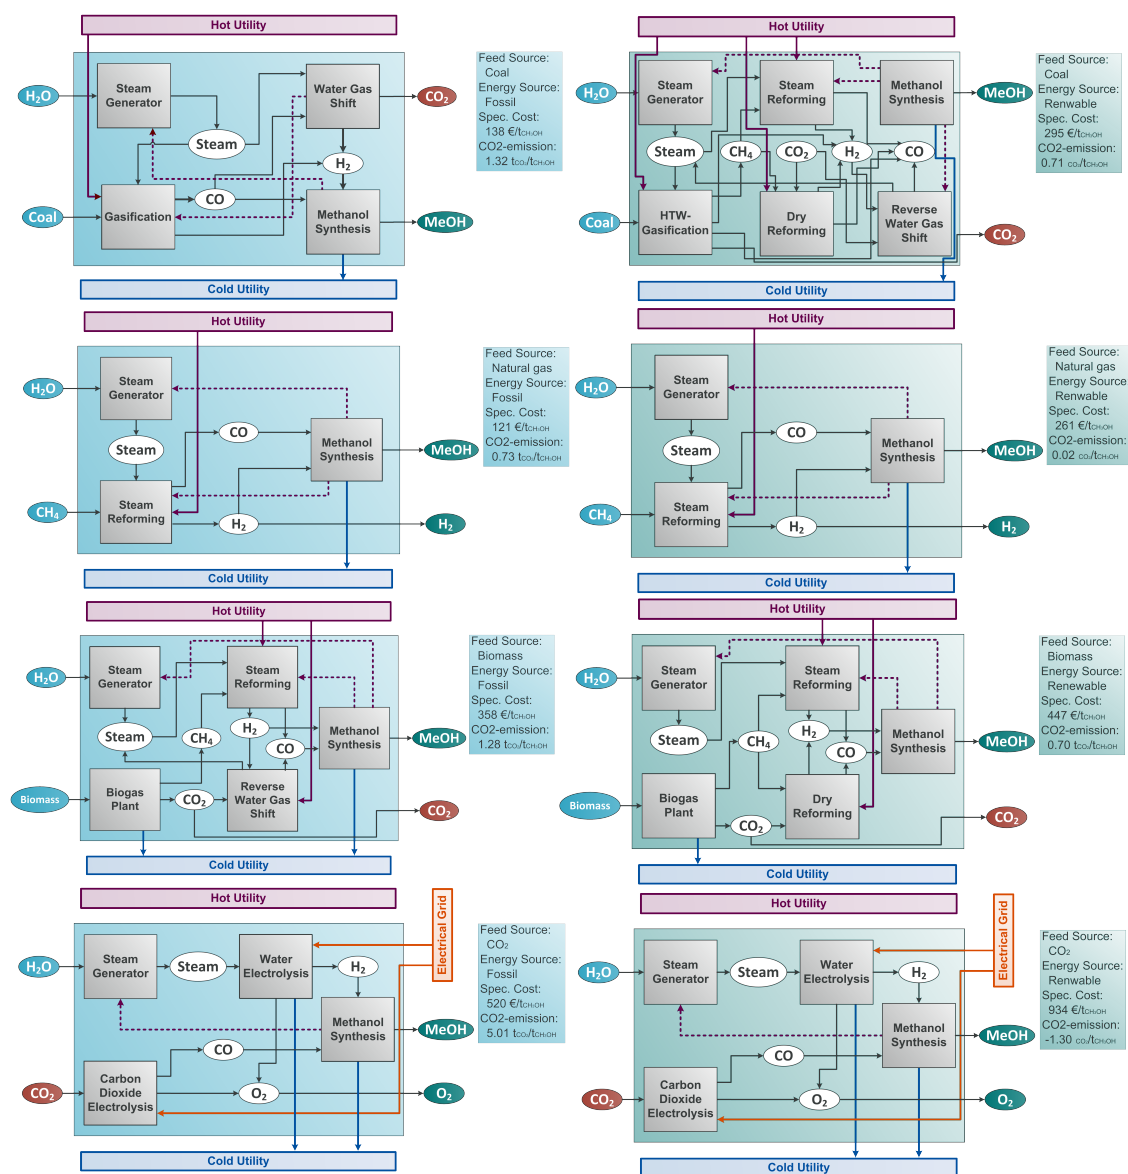 Hot Utility
H₂O
Steam
Generator
Water Gas
Shift
CO₂
Steam
H₂
Coal
Gasification
CO
Methanol
Synthesis
MeOH
Cold Utility
Feed Source:
Coal
Energy Source:
Fossil
Spec. Cost:
138 €/tCH₃OH
CO2-emission:
1.32 tCO₂/tCH₃OH
Hot Utility
H₂O
Steam
Generator
Steam
Reforming
Methanol
Synthesis
MeOH
Steam
CH₄
CO₂
H₂
CO
Coal
HTW-
Gasification
Dry
Reforming
Reverse
Water Gas
Shift
CO₂
Cold Utility
Feed Source:
Coal
Energy Source:
Renwable
Spec. Cost:
295 €/tCH₃OH
CO2-emission:
0.71 CO₂/tCH₃OH
Hot Utility
H₂O
Steam
Generator
Steam
CO
Methanol
Synthesis
MeOH
CH₄
Steam
Reforming
H₂
H₂
Cold Utility
Feed Source:
Natural gas
Energy Source:
Fossil
Spec. Cost:
121 €/tCH₃OH
CO2-emission:
0.73 tCO₂/tCH₃OH
Hot Utility
H₂O
Steam
Generator
Steam
CO
Methanol
Synthesis
MeOH
CH₄
Steam
Reforming
H₂
H₂
Cold Utility
Feed Source:
Natural gas
Energy Source
Renwable
Spec. Cost:
261 €/tCH₃OH
CO2-emission:
0.02 CO₂/tCH₃OH
Hot Utility
H₂O
Steam
Generator
Steam
Reforming
Steam
CH₄
H₂
CO
Methanol
Synthesis
MeOH
Biomass
Biogas
Plant
CO₂
Reverse
Water Gas
Shift
CO₂
Cold Utility
Feed Source:
Biomass
Energy Source:
Fossil
Spec. Cost:
358 €/tCH₃OH
CO2-emission:
1.28 tCO₂/tCH₃OH
Hot Utility
H₂O
Steam
Generator
Steam
Reforming
Steam
CH₄
H₂
CO
Methanol
Synthesis
MeOH
Biomass
Biogas
Plant
CO₂
Dry
Reforming
CO₂
Cold Utility
Feed Source:
Biomass
Energy Source:
Renewable
Spec. Cost:
447 €/tCH₃OH
CO2-emission:
0.70 tCO₂/tCH₃OH
Hot Utility
Electrical Grid
H₂O
Steam
Generator
Steam
Water
Electrolysis
H₂
Methanol
Synthesis
MeOH
CO
CO₂
Carbon
Dioxide
Electrolysis
O₂
O₂
Cold Utility
Feed Source:
CO₂
Energy Source:
Fossil
Spec. Cost:
520 €/tCH₃OH
CO2-emission:
5.01 tCO₂/tCH₃OH
Hot Utility
Electrical Grid
H₂O
Steam
Generator
Steam
Water
Electrolysis
H₂
Methanol
Synthesis
MeOH
CO
CO₂
Carbon
Dioxide
Electrolysis
O₂
O₂
Cold Utility
Feed Source:
CO₂
Energy Source:
Renwable
Spec. Cost:
934 €/tCH₃OH
CO2-emission:
-1.30 CO₂/tCH₃OH